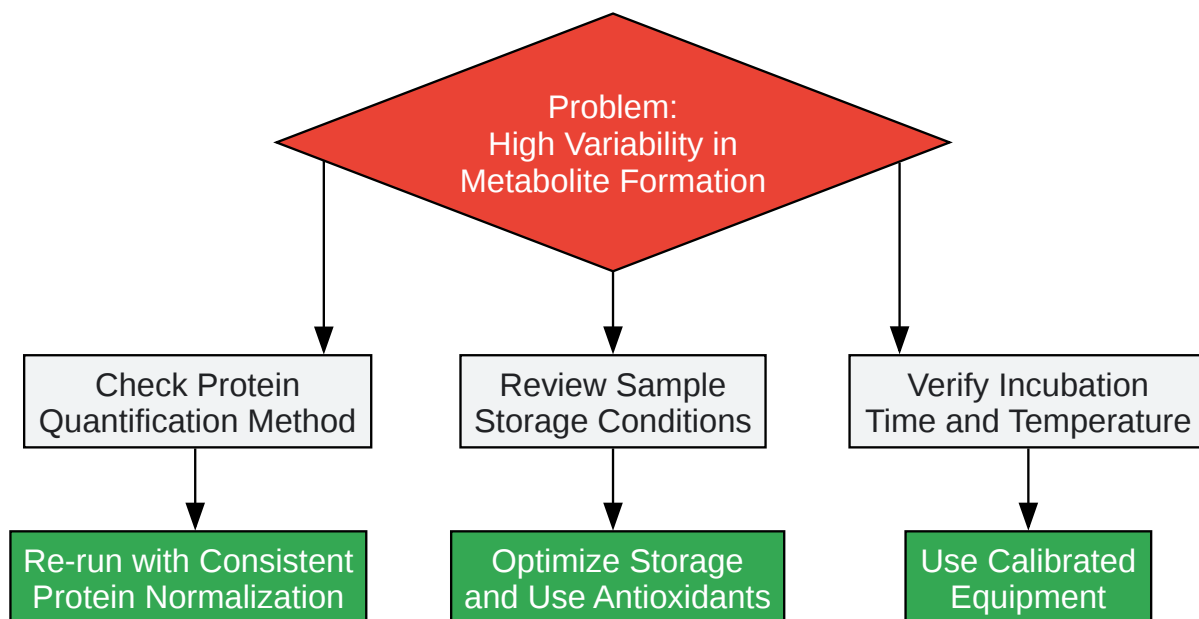 Problem:
High Variability in
Metabolite Formation
Check Protein
Quantification Method
Review Sample
Storage Conditions
Verify Incubation
Time and Temperature
Re-run with Consistent
Protein Normalization
Optimize Storage
and Use Antioxidants
Use Calibrated
Equipment